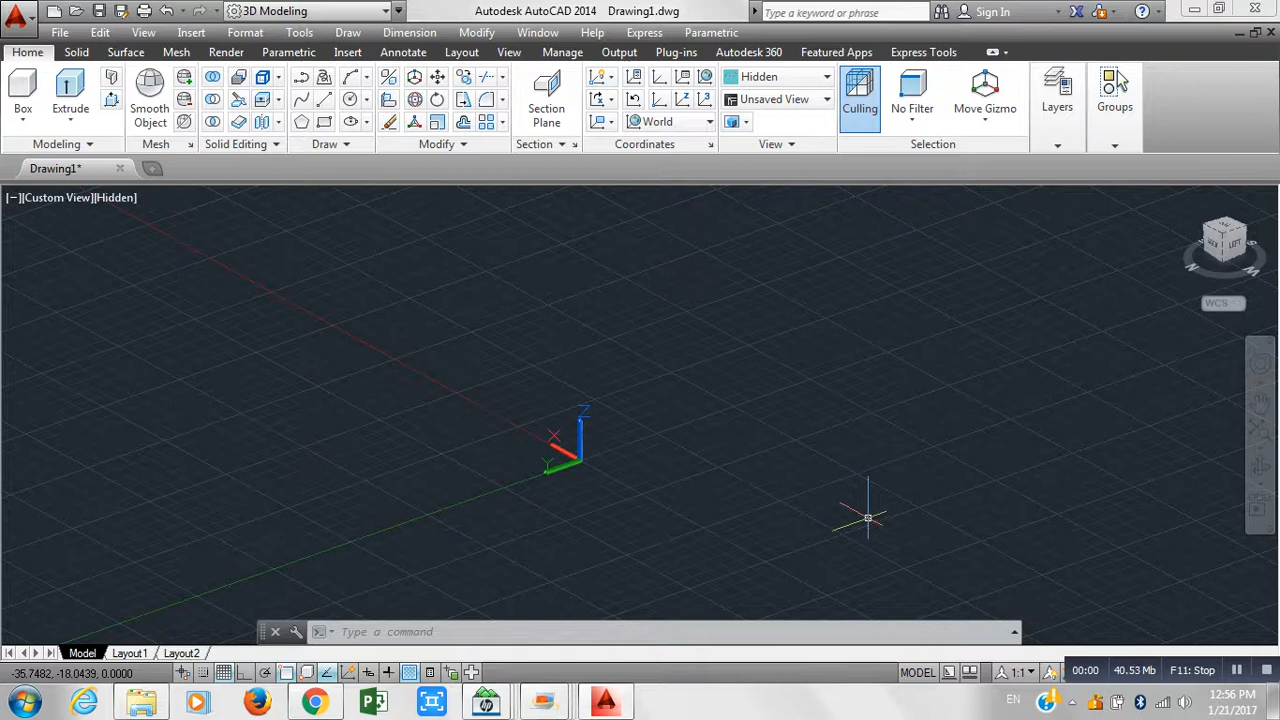 3D Modeling
Autodesk AutoCAD 2014 Drawing1.dwg
Type a keyword or phrase
Sign In
File Edit View Insert Format Tools Draw Dimension Modify Window Help Express Parametric
Home Solid Surface Mesh Render Parametric Insert Annotate Layout View Manage Output Plug-ins Autodesk 360 Featured Apps Express Tools
Hidden
Unsaved View
World
Box Extrude Smooth Object Section Plane Culling No Filter Move Gizmo Layers Groups
Modeling Mesh Solid Editing Draw Modify Section Coordinates View Selection
Drawing1*
[−][Custom View][Hidden]
LEFT
N
S
WCS
Z
X
Y
Type a command
Model Layout1 Layout2
-35.7482, -18.0439, 0.0000
MODEL
1:1
00:00 40.53 Mb F11: Stop
EN
12:56 PM
1/21/2017